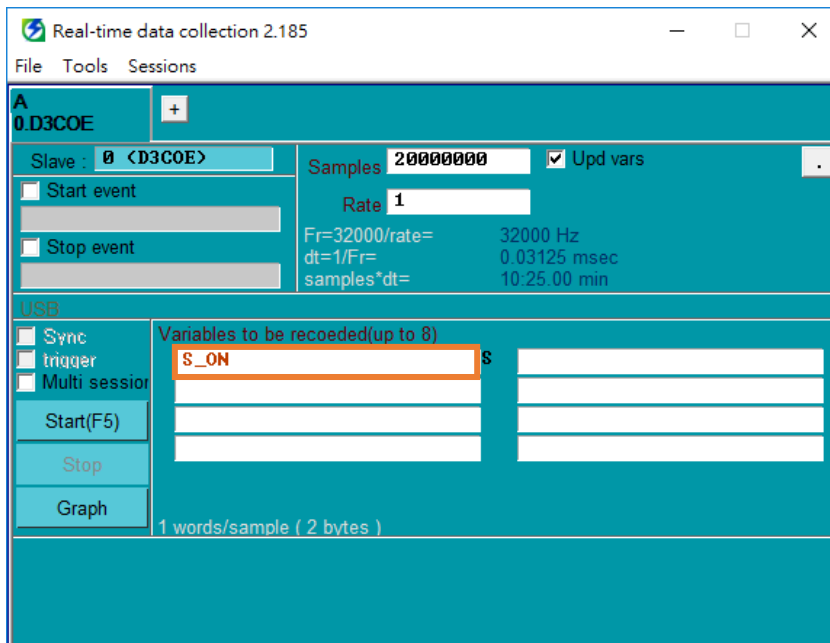 Real-time data collection 2.185
File Tools Sessions
A
0.D3COE
+
Slave : 0 (D3COE)
Start event
Stop event
Samples 20000000
Upd vars
.
Rate 1
Fr=32000/rate= 32000 Hz
dt=1/Fr= 0.03125 msec
samples*dt= 10:25.00 min
USB
Sync
trigger
Multi session
Start(F5)
Stop
Graph
Variables to be recoeded(up to 8)
S_ON S
1 words/sample ( 2 bytes )